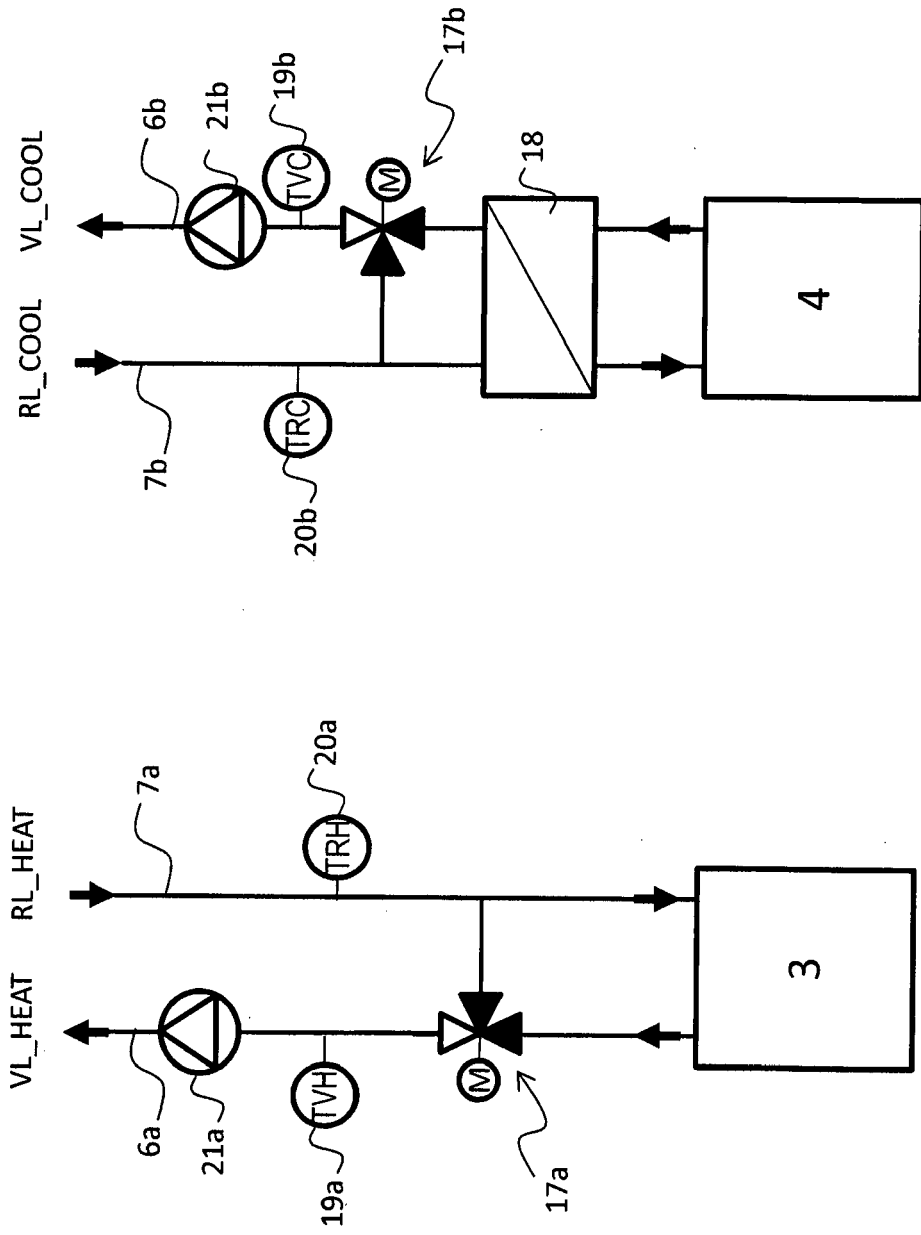 VL_HEAT
RL_HEAT
6a
7a
21a
TVH
19a
TRH
20a
M
17a
3
RL_COOL
VL_COOL
7b
6b
21b
TVC
19b
TRC
20b
M
17b
18
4